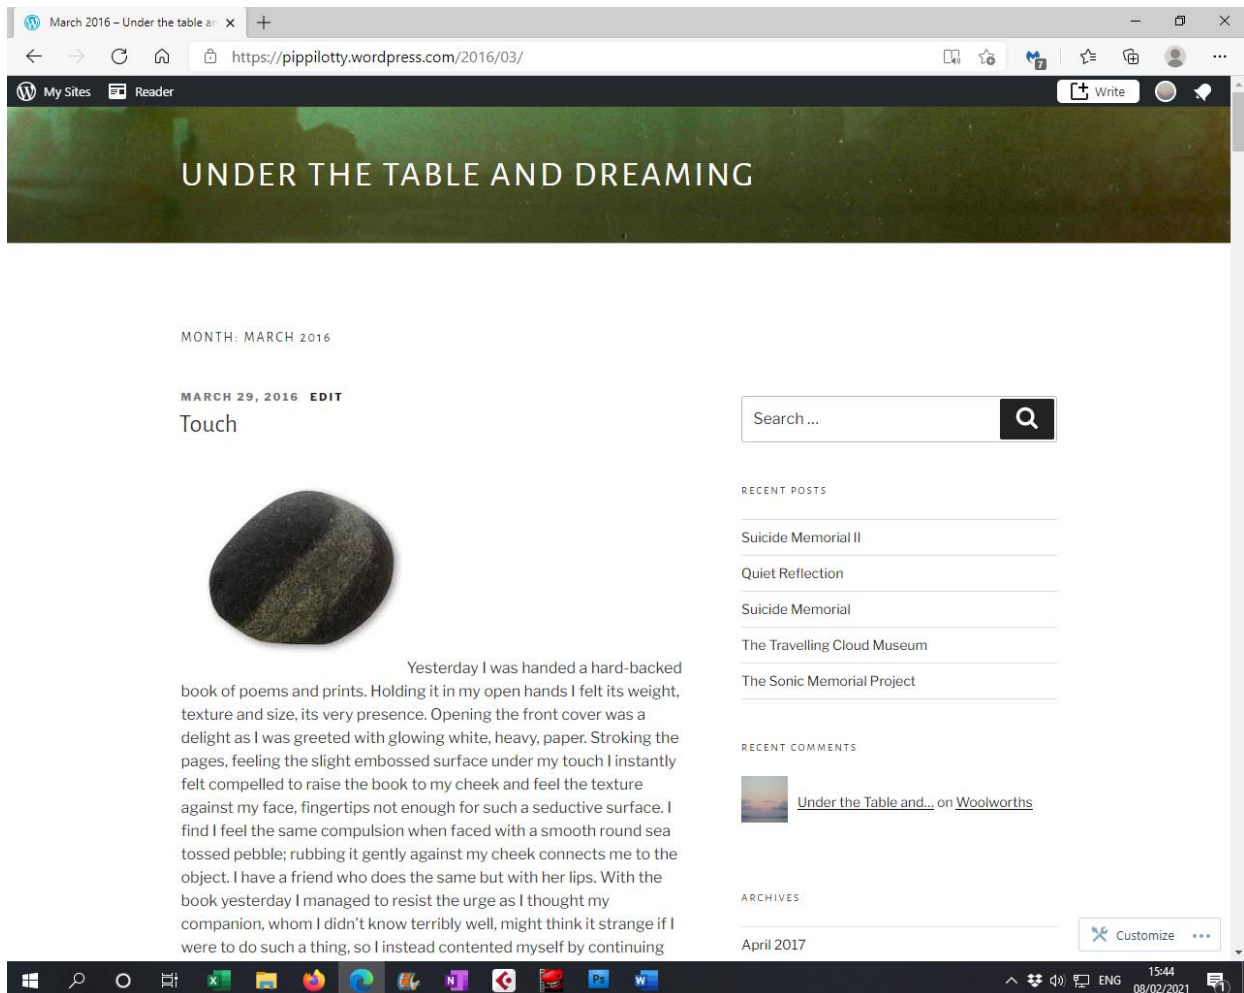 March 2016 – Under the table an
https://pippilotty.wordpress.com/2016/03/
7
My Sites
Reader
Write
UNDER THE TABLE AND DREAMING
MONTH: MARCH 2016
MARCH 29, 2016 EDIT
Touch
Yesterday I was handed a hard-backed
book of poems and prints. Holding it in my open hands I felt its weight,
texture and size, its very presence. Opening the front cover was a
delight as I was greeted with glowing white, heavy, paper. Stroking the
pages, feeling the slight embossed surface under my touch I instantly
felt compelled to raise the book to my cheek and feel the texture
against my face, fingertips not enough for such a seductive surface. I
find I feel the same compulsion when faced with a smooth round sea
tossed pebble; rubbing it gently against my cheek connects me to the
object. I have a friend who does the same but with her lips. With the
book yesterday I managed to resist the urge as I thought my
companion, whom I didn’t know terribly well, might think it strange if I
were to do such a thing, so I instead contented myself by continuing
Search …
RECENT POSTS
Suicide Memorial II
Quiet Reflection
Suicide Memorial
The Travelling Cloud Museum
The Sonic Memorial Project
RECENT COMMENTS
Under the Table and… on Woolworths
ARCHIVES
April 2017
Customize
ENG
15:44
08/02/2021